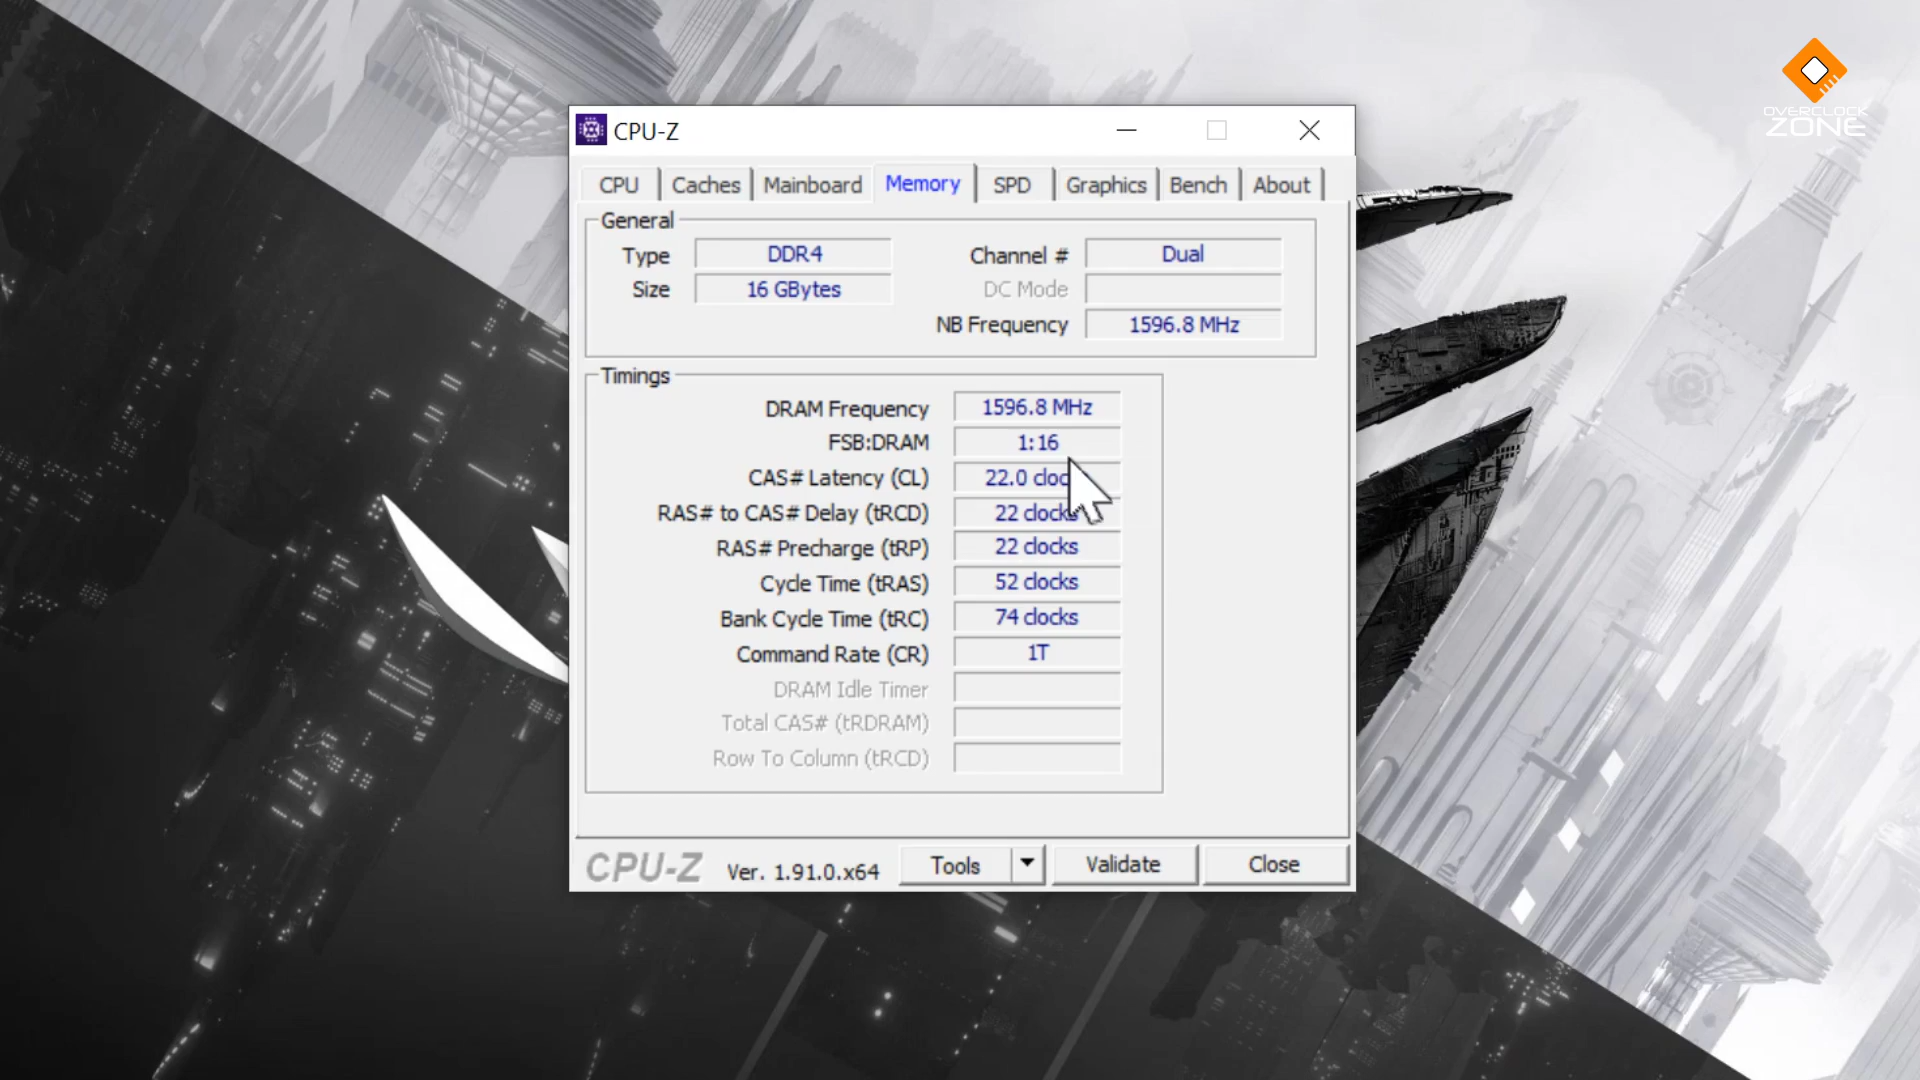 OVERCLOCK
ZONE
CPU-Z
CPU Caches Mainboard Memory SPD Graphics Bench About
General
Type DDR4 Channel # Dual
Size 16 GBytes DC Mode
NB Frequency 1596.8 MHz
Timings
DRAM Frequency 1596.8 MHz
FSB:DRAM 1:16
CAS# Latency (CL) 22.0
RAS# to CAS# Delay (tRCD) 22 clocks
RAS# Precharge (tRP) 22 clocks
Cycle Time (tRAS) 52 clocks
Bank Cycle Time (tRC) 74 clocks
Command Rate (CR) 1T
DRAM Idle Timer
Total CAS# (tRDRAM)
Row To Column (tRCD)
CPU-Z Ver. 1.91.0.x64 Tools Validate Close